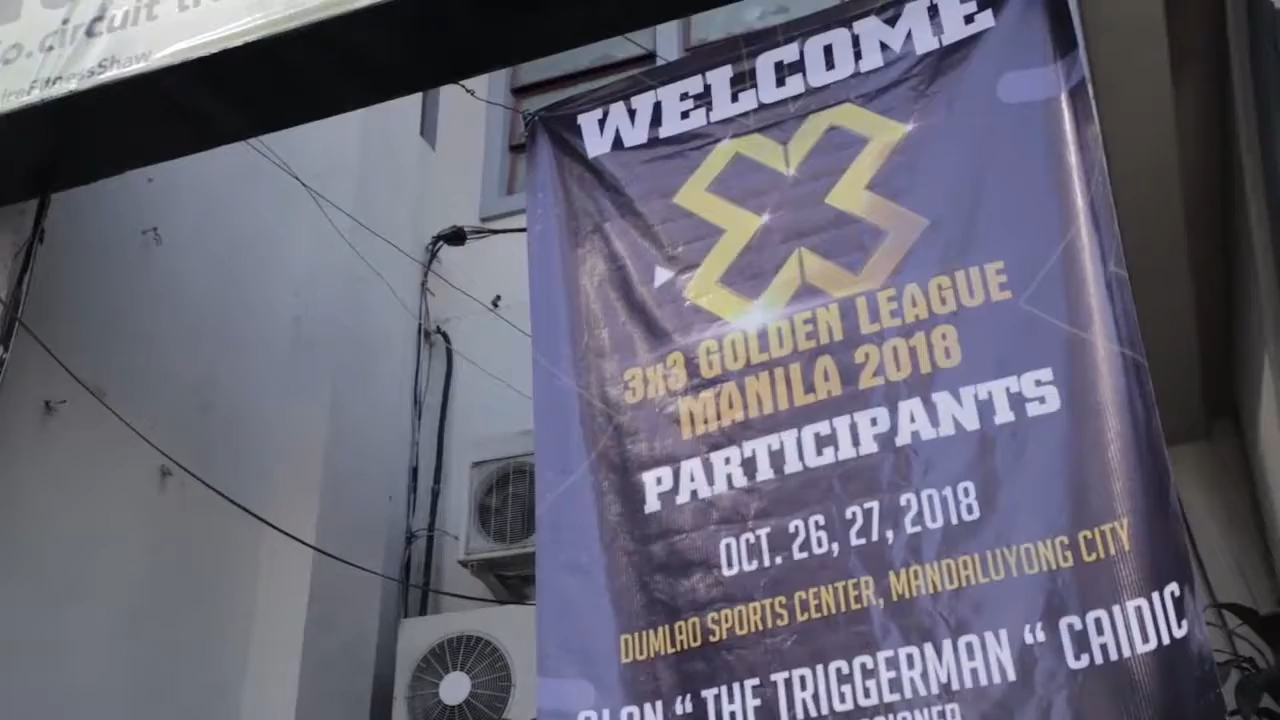 circuit
WELCOME
3x3 GOLDEN LEAGUE
MANILA 2018
PARTICIPANTS
OCT. 26, 27, 2018
DUMLAO SPORTS CENTER, MANDALUYONG CITY
“ THE TRIGGERMAN “ CAIDIC